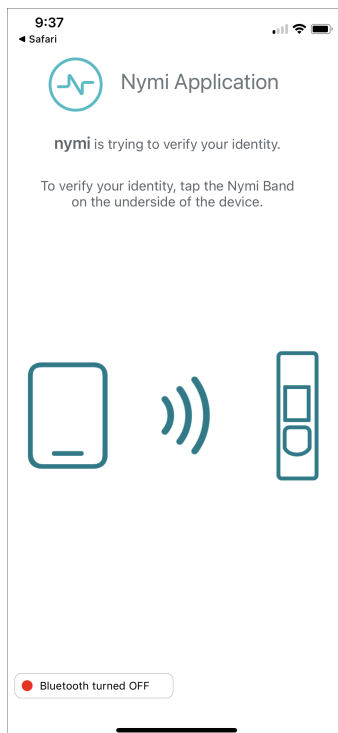 9:37
◀ Safari
Nymi Application
nymi is trying to verify your identity.
To verify your identity, tap the Nymi Band
on the underside of the device.
Bluetooth turned OFF